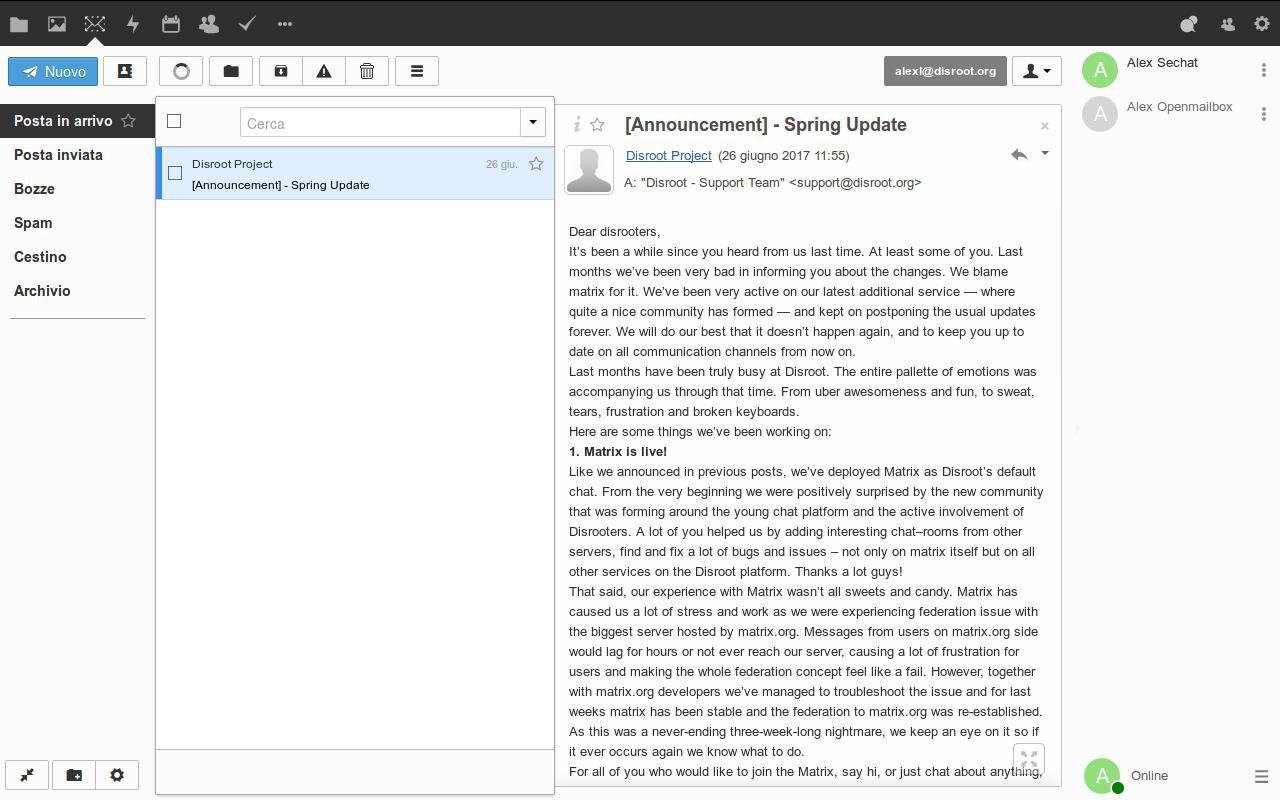 Nuovo
alexl@disroot.org
Alex Sechat
Alex Openmailbox
Posta in arrivo
Posta inviata
Bozze
Spam
Cestino
Archivio
Cerca
Disroot Project 26 giu.
[Announcement] - Spring Update
[Announcement] - Spring Update
Disroot Project (26 giugno 2017 11:55)
A: "Disroot - Support Team" <support@disroot.org>
Dear disrooters,
It’s been a while since you heard from us last time. At least some of you. Last
months we’ve been very bad in informing you about the changes. We blame
matrix for it. We’ve been very active on our latest additional service — where
quite a nice community has formed — and kept on postponing the usual updates
forever. We will do our best that it doesn’t happen again, and to keep you up to
date on all communication channels from now on.
Last months have been truly busy at Disroot. The entire pallette of emotions was
accompanying us through that time. From uber awesomeness and fun, to sweat,
tears, frustration and broken keyboards.
Here are some things we’ve been working on:
1. Matrix is live!
Like we announced in previous posts, we’ve deployed Matrix as Disroot’s default
chat. From the very beginning we were positively surprised by the new community
that was forming around the young chat platform and the active involvement of
Disrooters. A lot of you helped us by adding interesting chat–rooms from other
servers, find and fix a lot of bugs and issues – not only on matrix itself but on all
other services on the Disroot platform. Thanks a lot guys!
That said, our experience with Matrix wasn’t all sweets and candy. Matrix has
caused us a lot of stress and work as we were experiencing federation issue with
the biggest server hosted by matrix.org. Messages from users on matrix.org side
would lag for hours or not ever reach our server, causing a lot of frustration for
users and making the whole federation concept feel like a fail. However, together
with matrix.org developers we’ve managed to troubleshoot the issue and for last
weeks matrix has been stable and the federation to matrix.org was re-established.
As this was a never-ending three-week-long nightmare, we keep an eye on it so if
it ever occurs again we know what to do.
For all of you who would like to join the Matrix, say hi, or just chat about anything,
A
A
A
Online